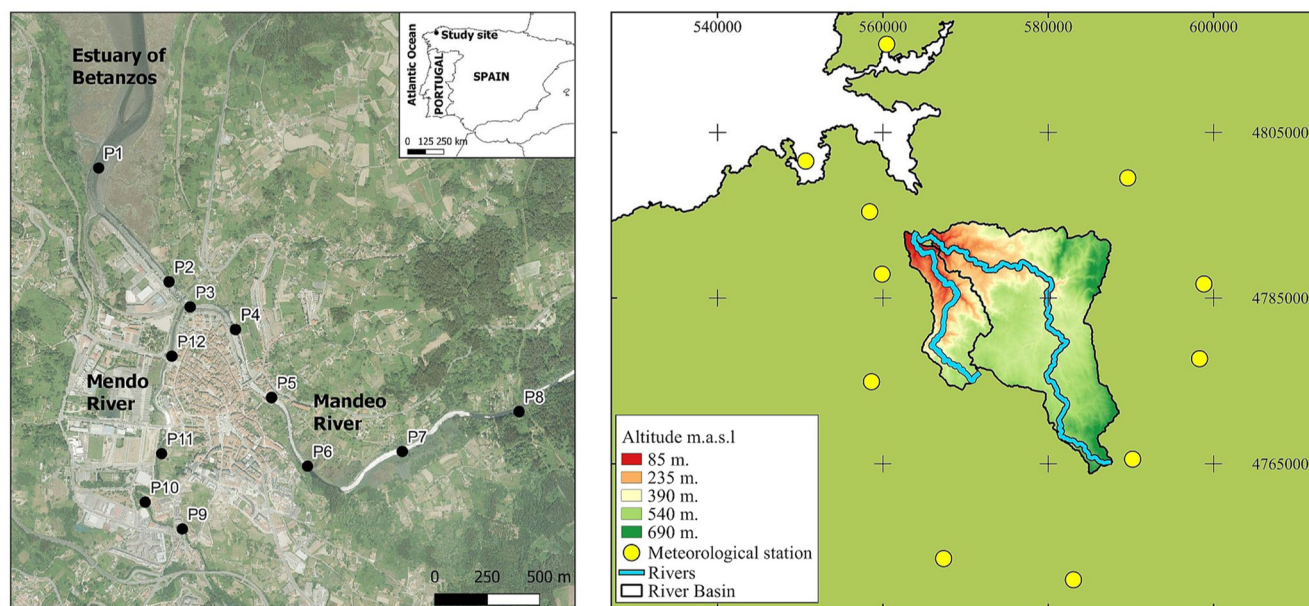 Estuary of
Betanzos
P1
P2
P3
P4
P12
P5
Mendo
River
Mandeo
River
P8
P7
P6
P11
P10
P9
0 250 500 m
Atlantic Ocean
Study site
PORTUGAL
SPAIN
0 125 250 km
540000 560000 580000 600000
4805000
4785000
4765000
Altitude m.a.s.l
85 m.
235 m.
390 m.
540 m.
690 m.
Meteorological station
Rivers
River Basin